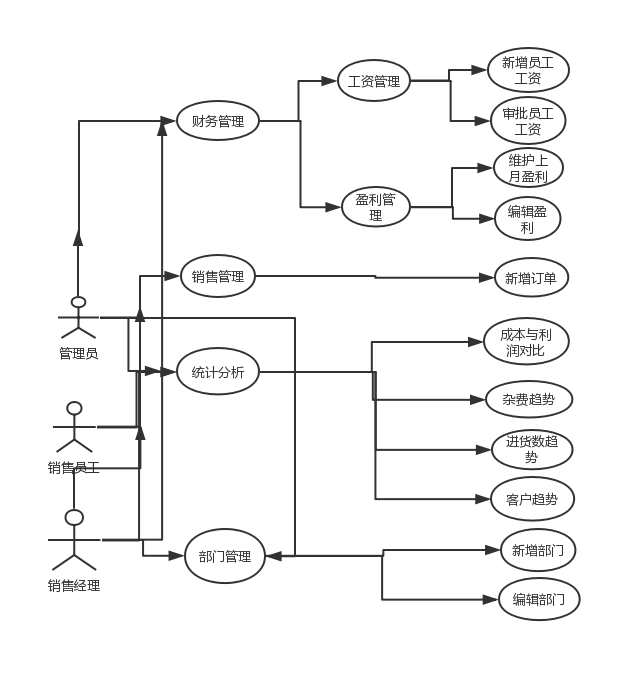 新增员工
工资
工资管理
审批员工
工资
财务管理
维护上
月盈利
盈利管
理
编辑盈
利
销售管理
新增订单
管理员
成本与利
润对比
统计分析
杂费趋势
进货数趋
势
销售员工
客户趋势
新增部门
部门管理
销售经理
编辑部门